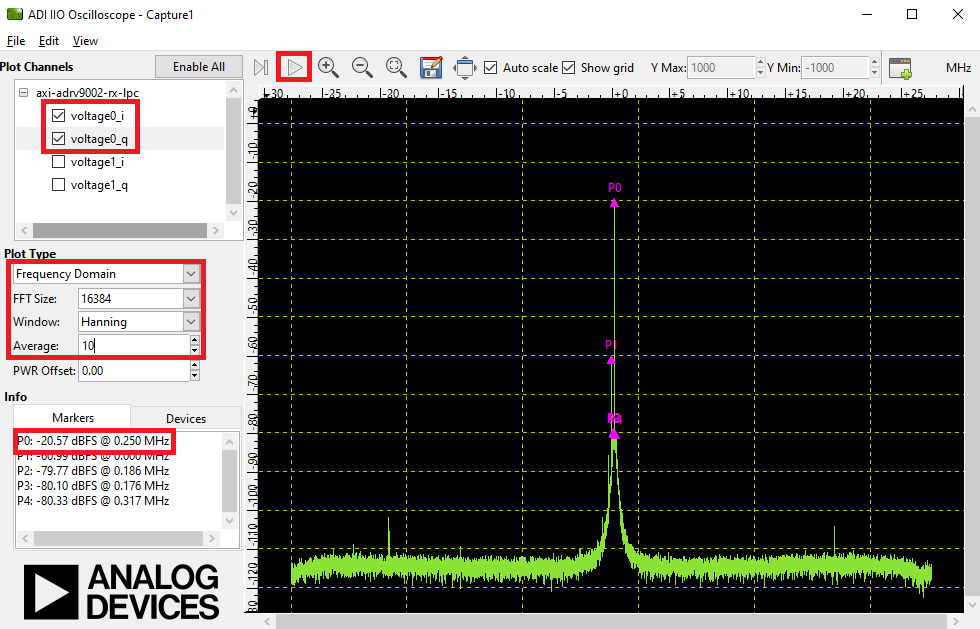 ADI IIO Oscilloscope - Capture1
File Edit View
Plot Channels
Enable All
Auto scale
Show grid
Y Max: 1000
Y Min: -1000
MHz
axi-adrv9002-rx-lpc
voltage0_i
voltage0_q
voltage1_i
voltage1_q
Plot Type
Frequency Domain
FFT Size: 16384
Window: Hanning
Average: 10
PWR Offset: 0.00
Info
Markers Devices
P0: -20.57 dBFS @ 0.250 MHz
P1: -60.99 dBFS @ 0.000 MHz
P2: -79.77 dBFS @ 0.186 MHz
P3: -80.10 dBFS @ 0.176 MHz
P4: -80.33 dBFS @ 0.317 MHz
ANALOG
DEVICES
-30 -25 -20 -15 -10 -5 +0 +5 +10 +15 +20 +25
-10
-20
-30
-40
-50
-60
-70
-80
-90
-100
-110
-120
P0
P1